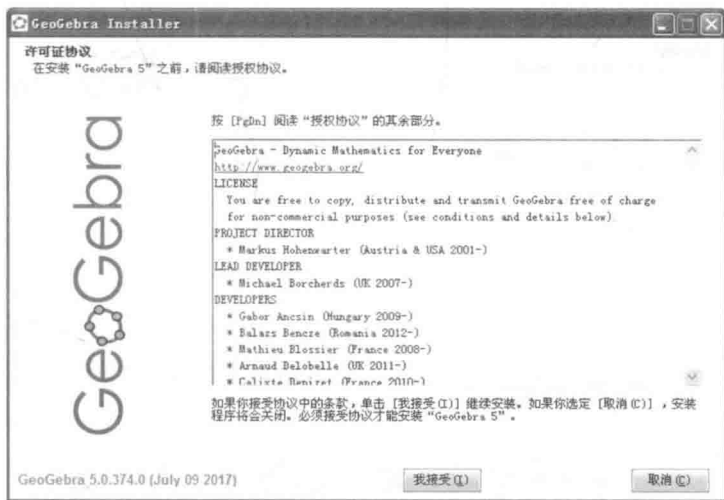 GeoGebra Installer
许可证协议
在安装“GeoGebra 5”之前，请阅读授权协议。
GeoGebra
按 [PgDn] 阅读“授权协议”的其余部分。
GeoGebra - Dynamic Mathematics for Everyone
http://www.geogebra.org/
LICENSE
You are free to copy, distribute and transmit GeoGebra free of charge
for non-commercial purposes (see conditions and details below)
PROJECT DIRECTOR
* Markus Hohenwarter (Austria & USA 2001-)
LEAD DEVELOPER
* Michael Borcherds (UK 2007-)
DEVELOPERS
* Gabor Ancsin (Hungary 2009-)
* Balazs Bencze (Romania 2012-)
* Mathieu Blossier (France 2008-)
* Arnaud Delobelle (UK 2011-)
* Calixte Denizet (France 2010-)
如果你接受协议中的条款，单击 [我接受(I)] 继续安装。如果你选定 [取消(C)] ，安装
程序将会关闭。必须接受协议才能安装“GeoGebra 5”。
GeoGebra 5.0.374.0 (July 09 2017)
我接受(I)
取消(C)